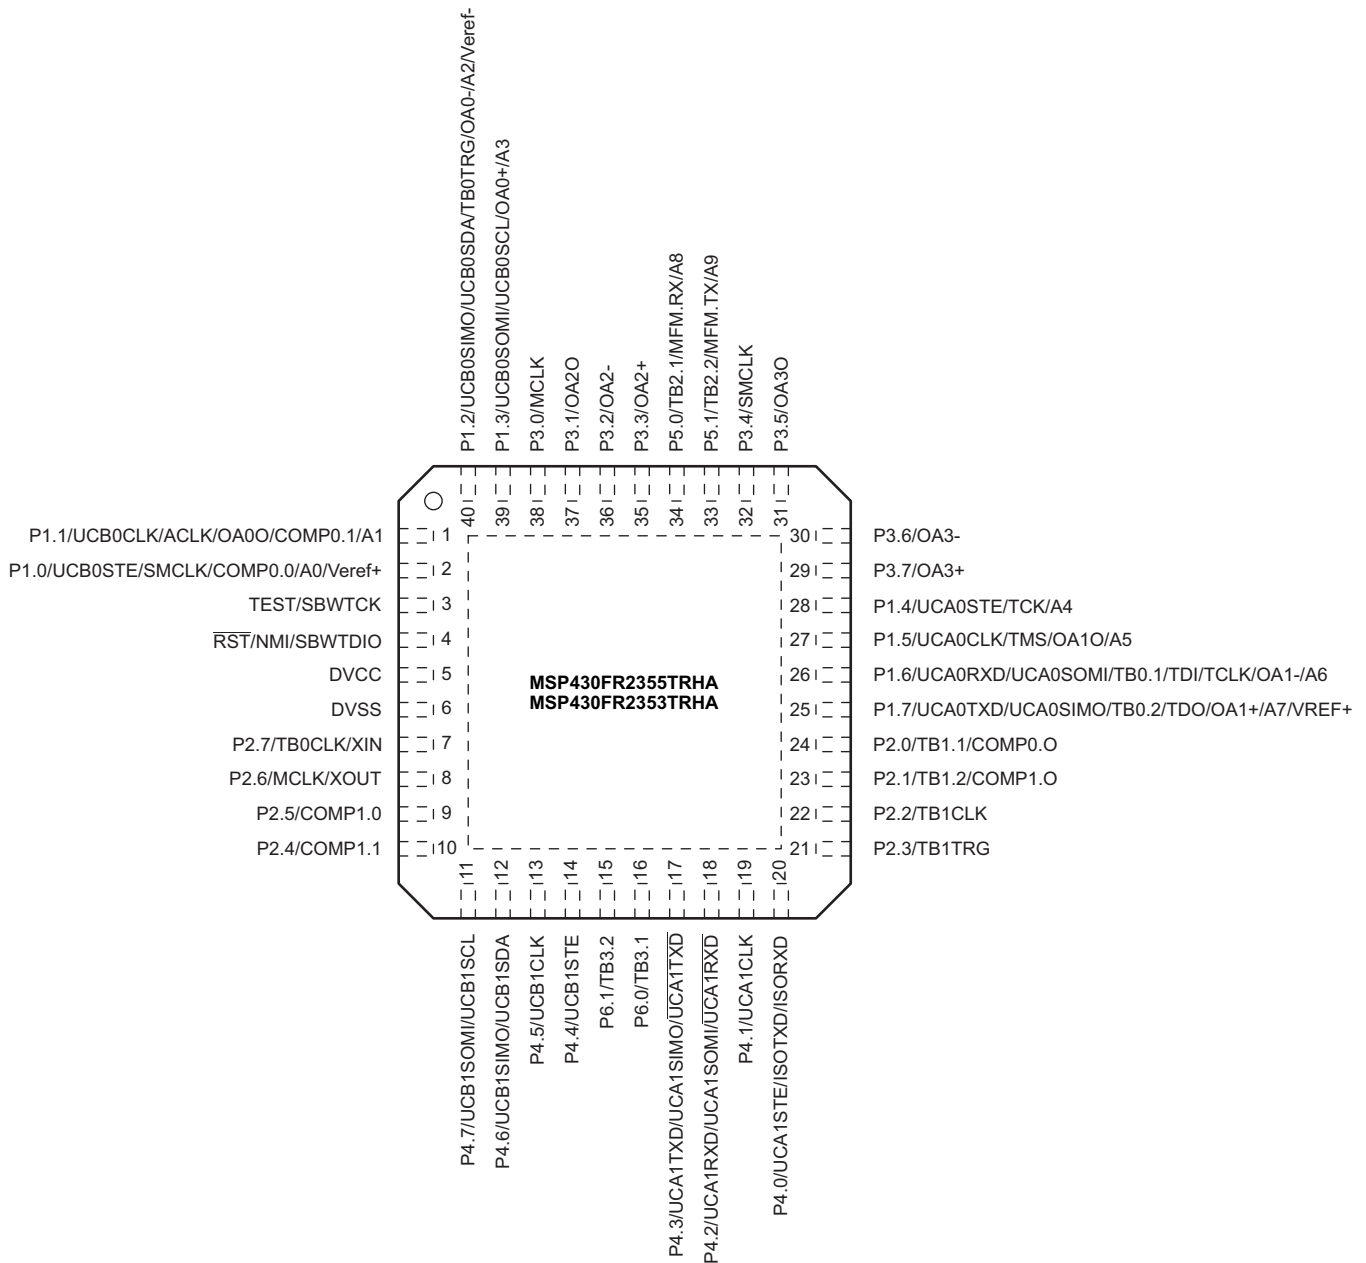 P1.2/UCB0SIMO/UCB0SDA/TB0TRG/OA0-/A2/Veref-
P1.3/UCB0SOMI/UCB0SCL/OA0+/A3
P3.0/MCLK
P3.1/OA2O
P3.2/OA2-
P3.3/OA2+
P5.0/TB2.1/MFM.RX/A8
P5.1/TB2.2/MFM.TX/A9
P3.4/SMCLK
P3.5/OA3O
40
39
38
37
36
35
34
33
32
31
P1.1/UCB0CLK/ACLK/OA0O/COMP0.1/A1 1
P1.0/UCB0STE/SMCLK/COMP0.0/A0/Veref+ 2
TEST/SBWTCK 3
RST/NMI/SBWTDIO 4
DVCC 5
DVSS 6
P2.7/TB0CLK/XIN 7
P2.6/MCLK/XOUT 8
P2.5/COMP1.0 9
P2.4/COMP1.1 10
MSP430FR2355TRHA
MSP430FR2353TRHA
30 P3.6/OA3-
29 P3.7/OA3+
28 P1.4/UCA0STE/TCK/A4
27 P1.5/UCA0CLK/TMS/OA1O/A5
26 P1.6/UCA0RXD/UCA0SOMI/TB0.1/TDI/TCLK/OA1-/A6
25 P1.7/UCA0TXD/UCA0SIMO/TB0.2/TDO/OA1+/A7/VREF+
24 P2.0/TB1.1/COMP0.O
23 P2.1/TB1.2/COMP1.O
22 P2.2/TB1CLK
21 P2.3/TB1TRG
11
12
13
14
15
16
17
18
19
20
P4.7/UCB1SOMI/UCB1SCL
P4.6/UCB1SIMO/UCB1SDA
P4.5/UCB1CLK
P4.4/UCB1STE
P6.1/TB3.2
P6.0/TB3.1
P4.3/UCA1TXD/UCA1SIMO/UCA1TXD
P4.2/UCA1RXD/UCA1SOMI/UCA1RXD
P4.1/UCA1CLK
P4.0/UCA1STE/ISOTXD/ISORXD